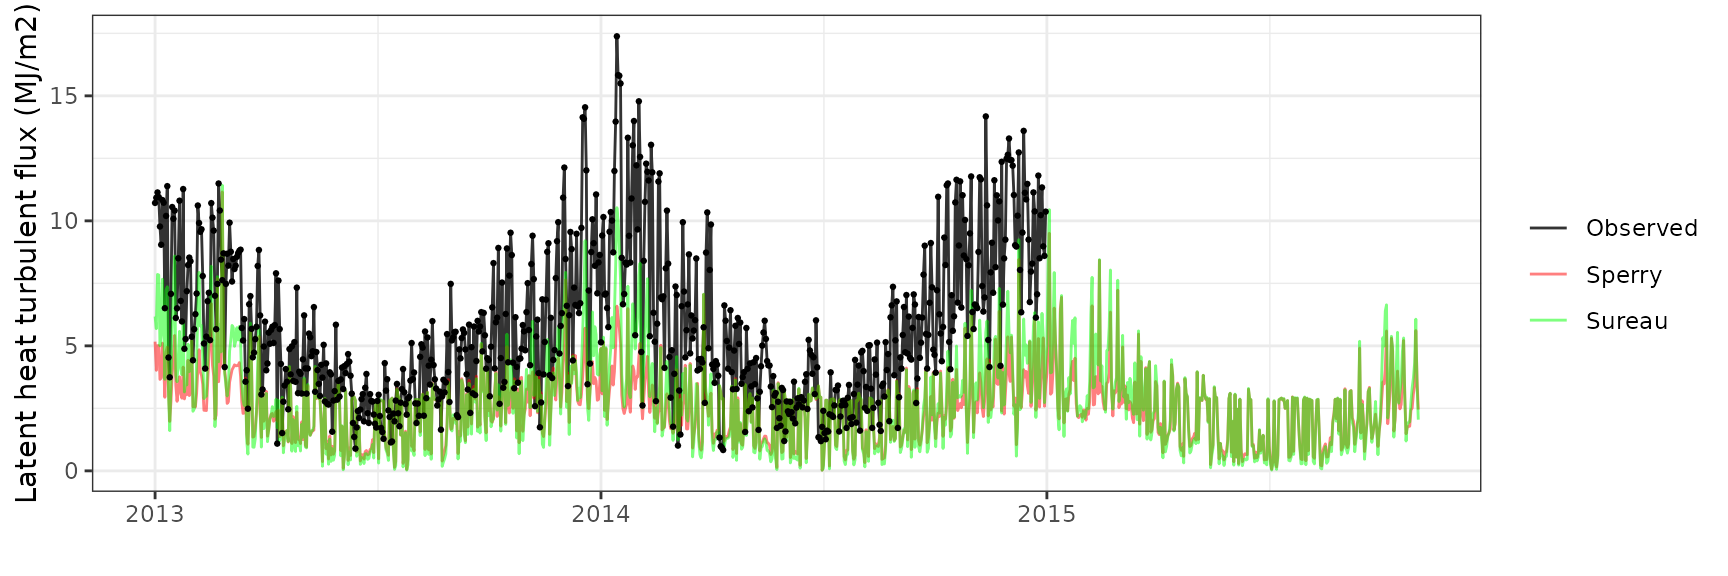 Latent heat turbulent flux (MJ/m2)
15
10
5
0
2013
2014
2015
Observed
Sperry
Sureau